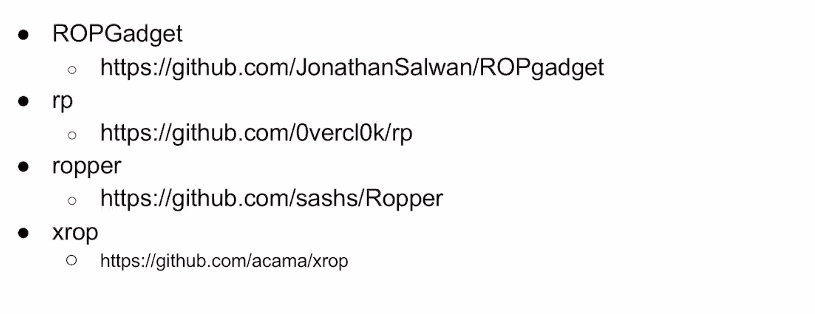 ● ROPGadget
○ https://github.com/JonathanSalwan/ROPgadget
● rp
○ https://github.com/0vercl0k/rp
● ropper
○ https://github.com/sashs/Ropper
● xrop
○ https://github.com/acama/xrop